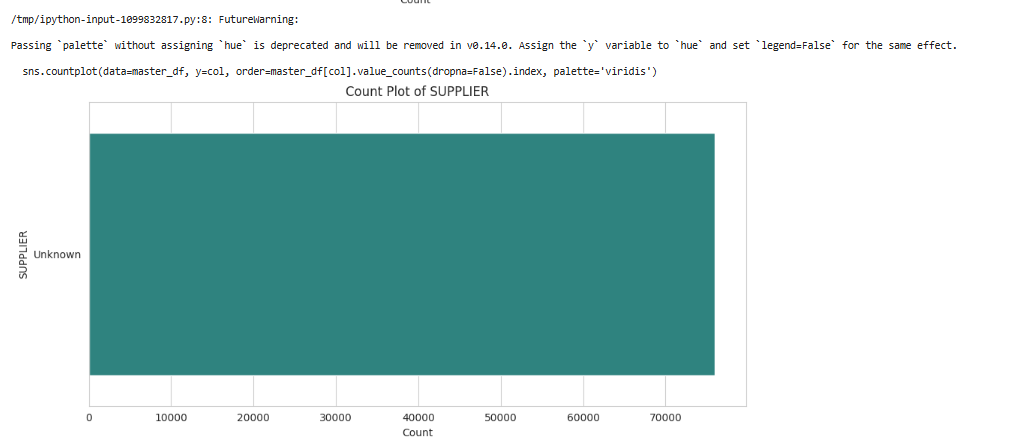 Count
/tmp/ipython-input-1099832817.py:8: FutureWarning:
Passing `palette` without assigning `hue` is deprecated and will be removed in v0.14.0. Assign the `y` variable to `hue` and set `legend=False` for the same effect.
sns.countplot(data=master_df, y=col, order=master_df[col].value_counts(dropna=False).index, palette='viridis')
Count Plot of SUPPLIER
SUPPLIER
Unknown
0 10000 20000 30000 40000 50000 60000 70000
Count